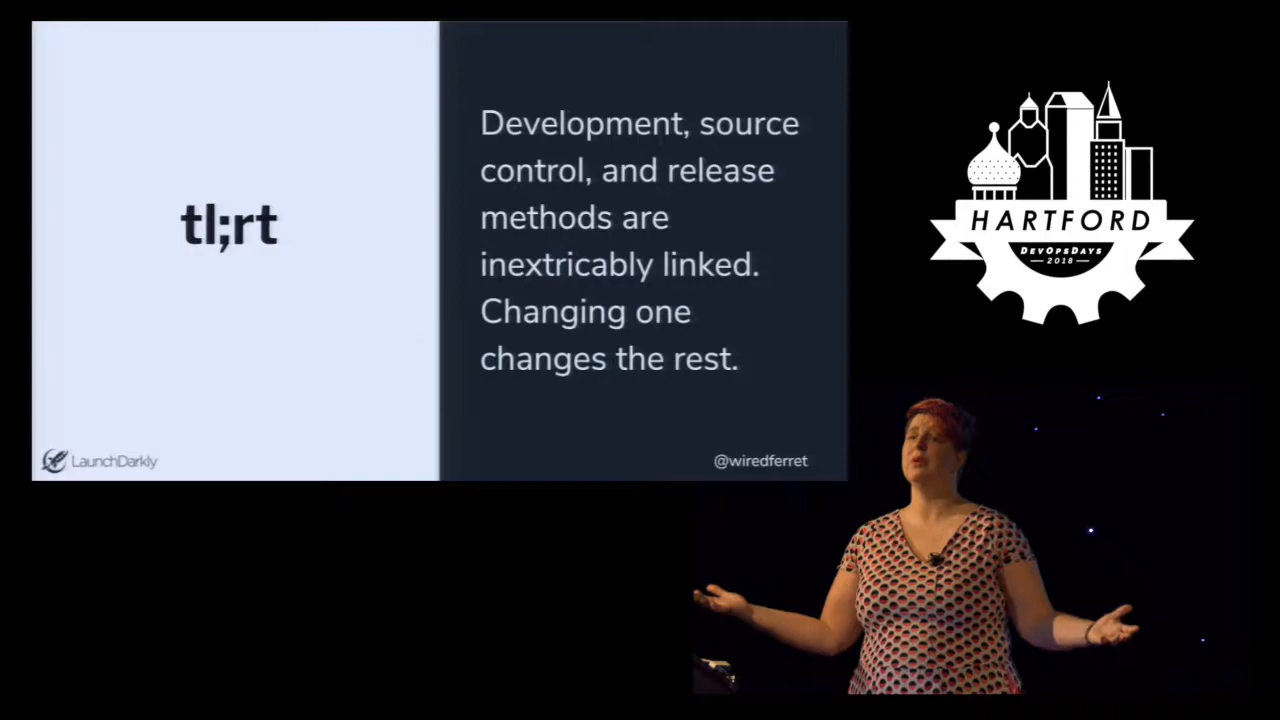 tl;rt
Development, source
control, and release
methods are
inextricably linked.
Changing one
changes the rest.
LaunchDarkly
@wiredferret
HARTFORD
DEVOPSDAYS
2018